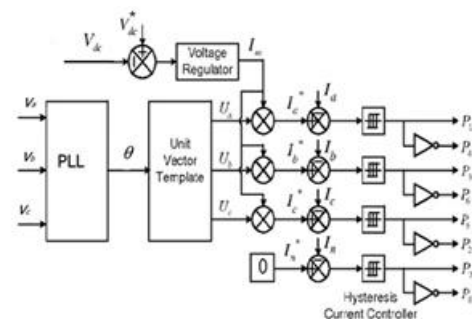 V*dc
Vdc
Voltage
Regulator
Im
Va
Vb
Vc
PLL
θ
Unit
Vector
Template
Ua
Ub
Uc
Ic*
Ia
Ib*
Ib
Ic*
Ic
0
In*
In
P1
P4
P3
P6
P5
P2
P7
P8
Hysteresis
Current Controller